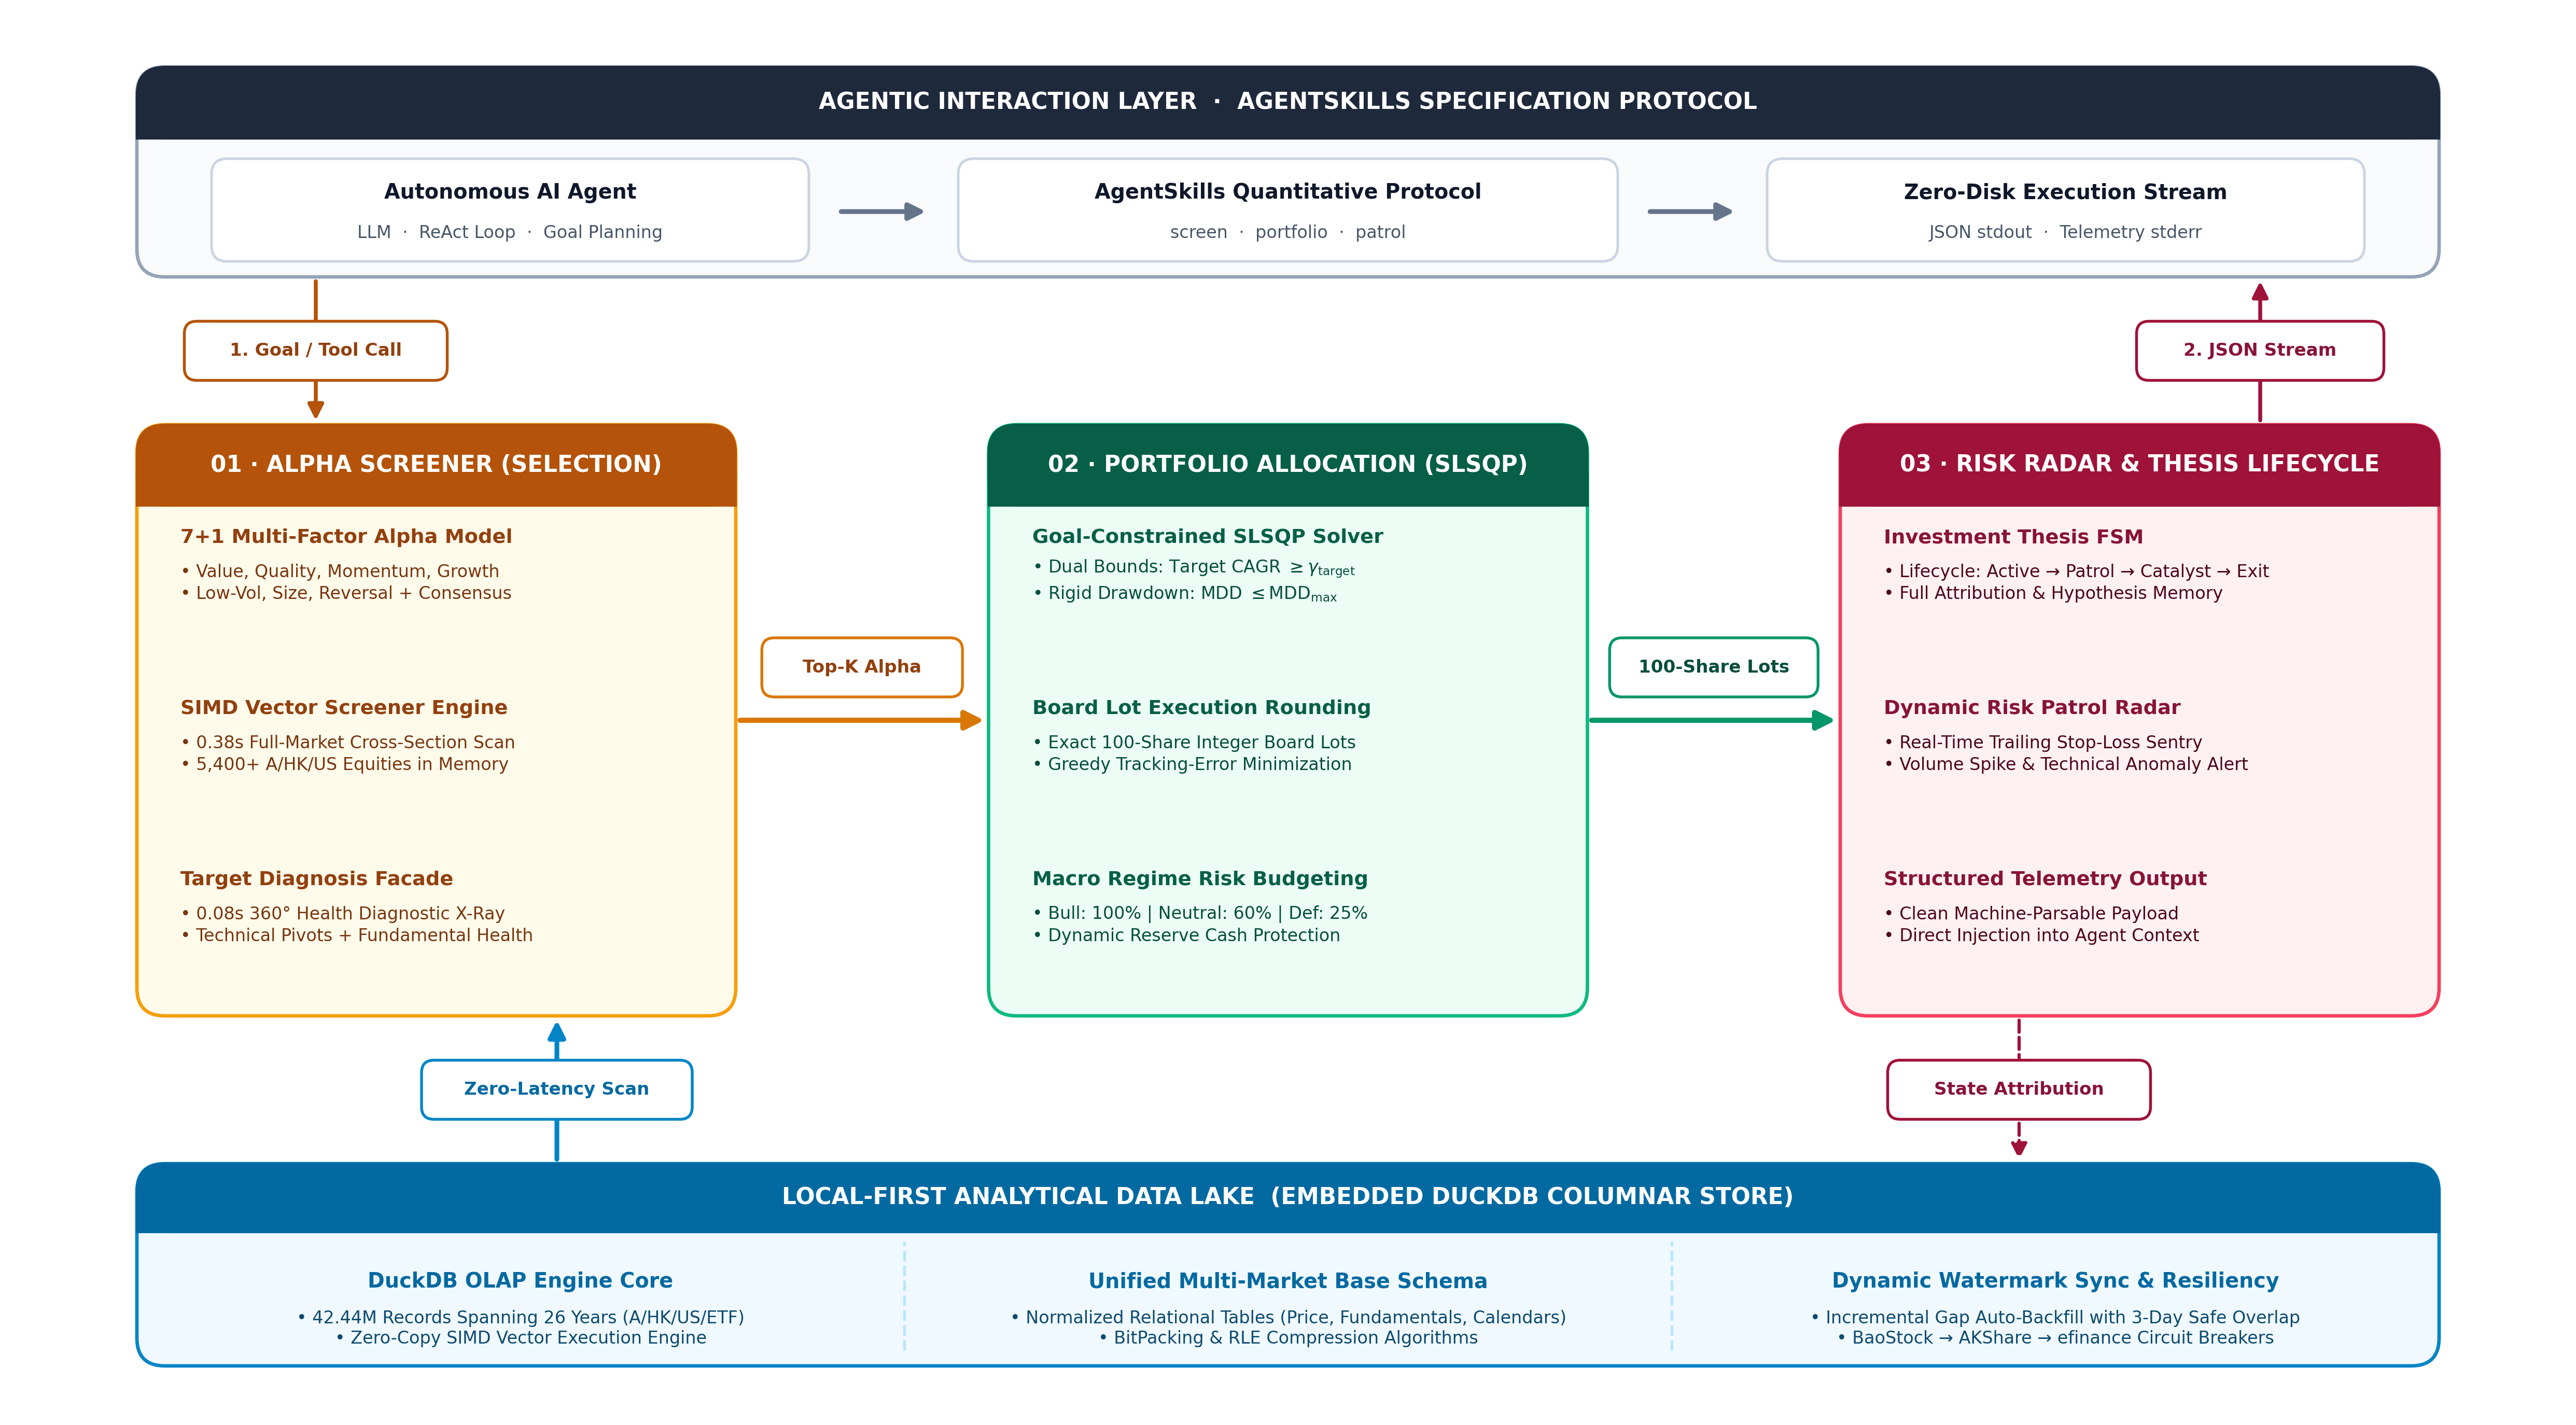 AGENTIC INTERACTION LAYER · AGENTSKILLS SPECIFICATION PROTOCOL
Autonomous AI Agent
LLM · ReAct Loop · Goal Planning
AgentSkills Quantitative Protocol
screen · portfolio · patrol
Zero-Disk Execution Stream
JSON stdout · Telemetry stderr
1. Goal / Tool Call
2. JSON Stream
01 · ALPHA SCREENER (SELECTION)
7+1 Multi-Factor Alpha Model
• Value, Quality, Momentum, Growth
• Low-Vol, Size, Reversal + Consensus
SIMD Vector Screener Engine
• 0.38s Full-Market Cross-Section Scan
• 5,400+ A/HK/US Equities in Memory
Target Diagnosis Facade
• 0.08s 360° Health Diagnostic X-Ray
• Technical Pivots + Fundamental Health
Top-K Alpha
02 · PORTFOLIO ALLOCATION (SLSQP)
Goal-Constrained SLSQP Solver
• Dual Bounds: Target CAGR ≥ γtarget
• Rigid Drawdown: MDD ≤ MDDmax
Board Lot Execution Rounding
• Exact 100-Share Integer Board Lots
• Greedy Tracking-Error Minimization
Macro Regime Risk Budgeting
• Bull: 100% | Neutral: 60% | Def: 25%
• Dynamic Reserve Cash Protection
100-Share Lots
03 · RISK RADAR & THESIS LIFECYCLE
Investment Thesis FSM
• Lifecycle: Active → Patrol → Catalyst → Exit
• Full Attribution & Hypothesis Memory
Dynamic Risk Patrol Radar
• Real-Time Trailing Stop-Loss Sentry
• Volume Spike & Technical Anomaly Alert
Structured Telemetry Output
• Clean Machine-Parsable Payload
• Direct Injection into Agent Context
Zero-Latency Scan
State Attribution
LOCAL-FIRST ANALYTICAL DATA LAKE (EMBEDDED DUCKDB COLUMNAR STORE)
DuckDB OLAP Engine Core
• 42.44M Records Spanning 26 Years (A/HK/US/ETF)
• Zero-Copy SIMD Vector Execution Engine
Unified Multi-Market Base Schema
• Normalized Relational Tables (Price, Fundamentals, Calendars)
• BitPacking & RLE Compression Algorithms
Dynamic Watermark Sync & Resiliency
• Incremental Gap Auto-Backfill with 3-Day Safe Overlap
• BaoStock → AKShare → efinance Circuit Breakers